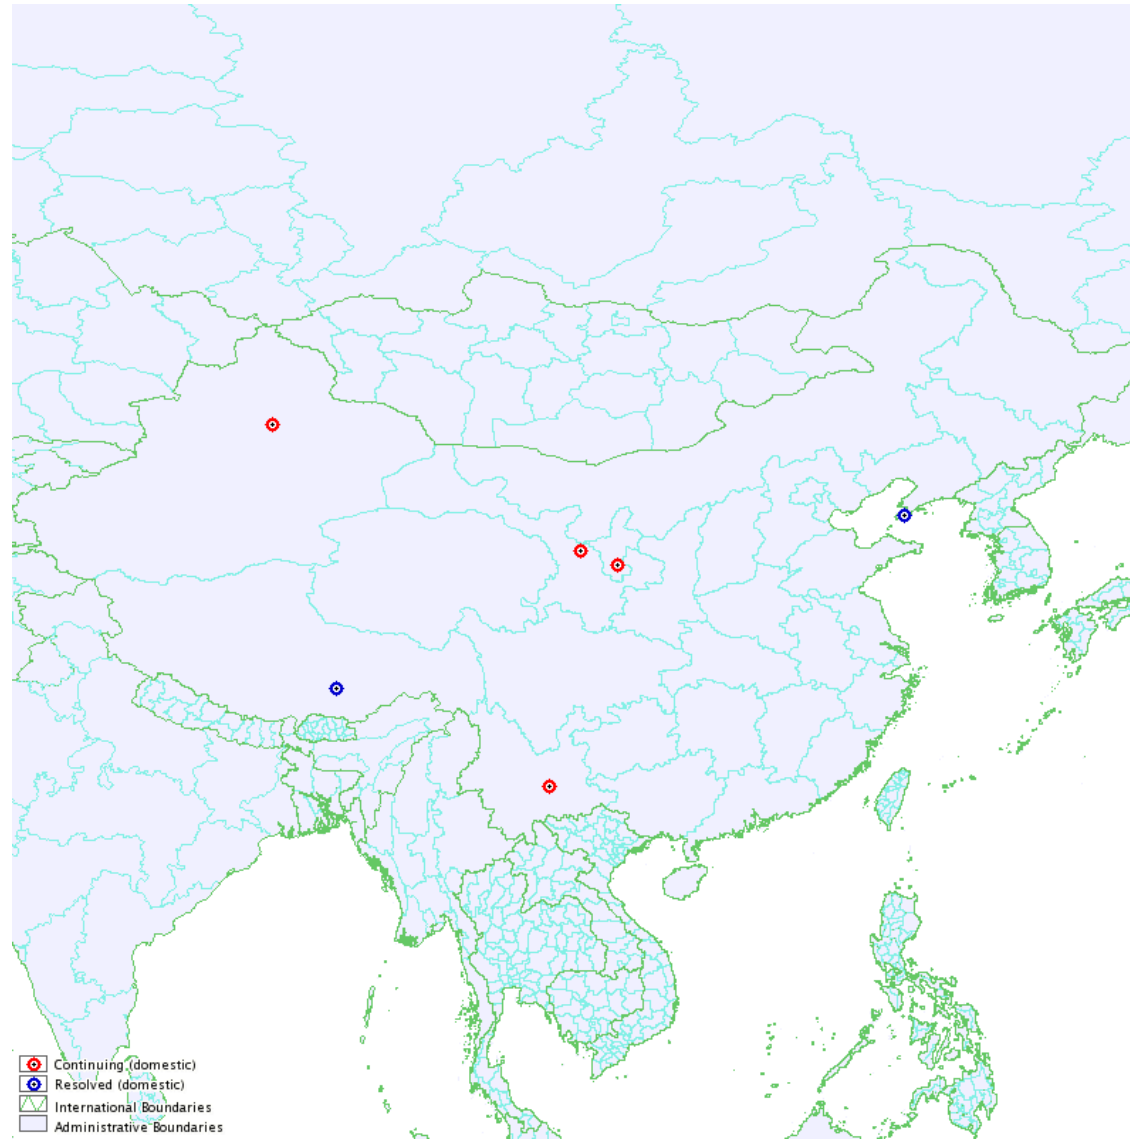 Continuing (domestic)
Resolved (domestic)
International Boundaries
Administrative Boundaries